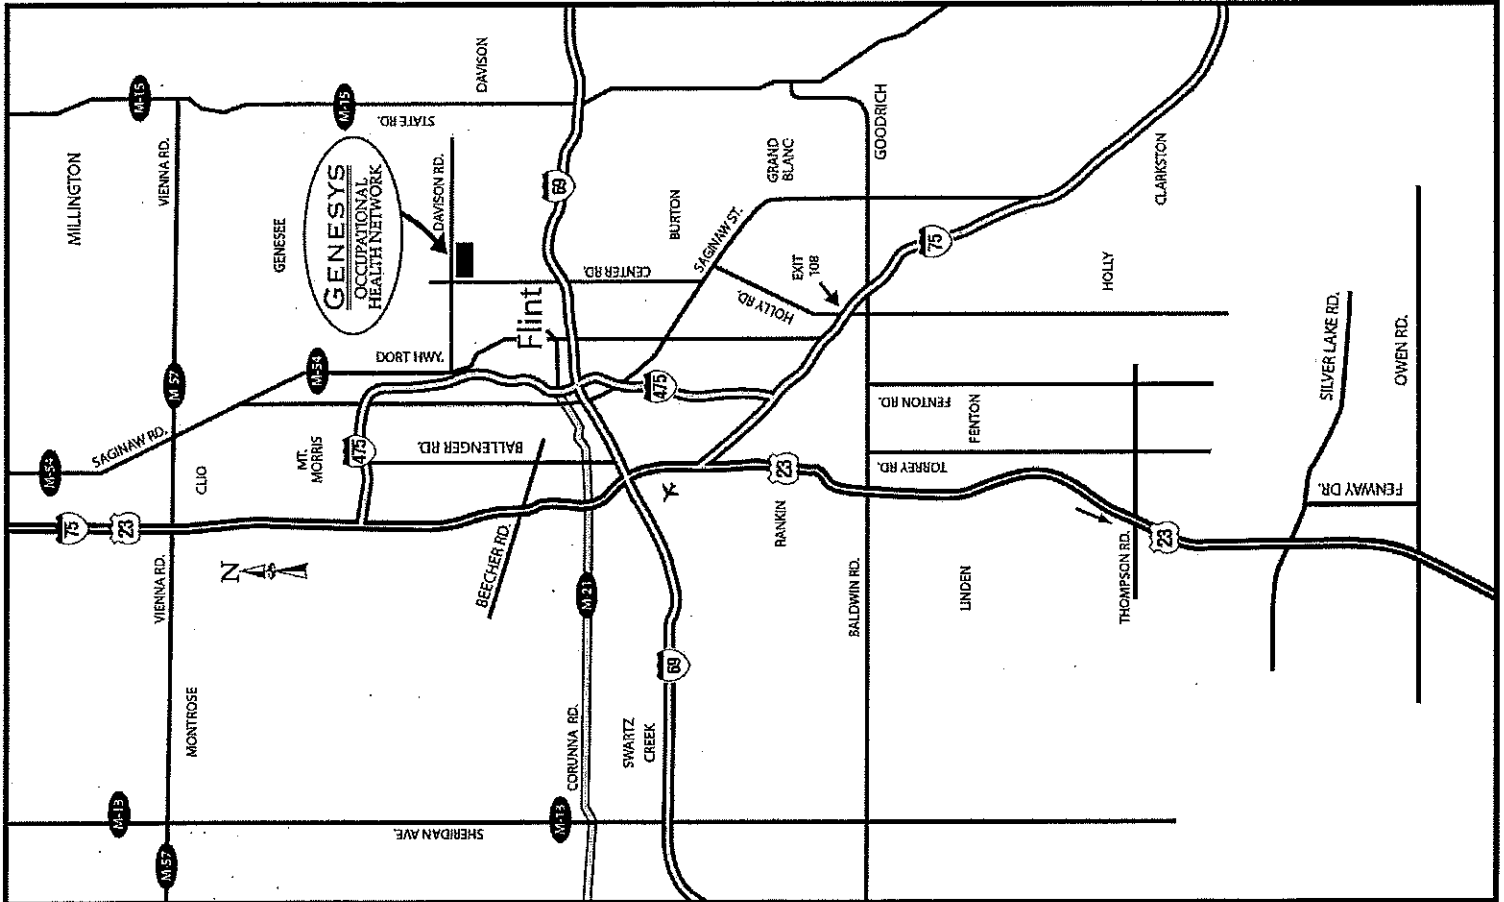 DAVISON
M-15
M-15
STATE RD.
MILLINGTON
VIENNA RD.
GENESEE
GENESYS
OCCUPATIONAL
HEALTH NETWORK
DAVISON RD.
69
BURTON
GRAND
BLANC
GOODRICH
CLARKSTON
SAGINAW ST.
CENTER RD.
75
EXIT
108
HOLLY RD.
HOLLY
Flint
DORT HWY.
M-54
M-57
475
SILVER LAKE RD.
OWEN RD.
FENTON RD.
FENTON
SAGINAW RD.
M-54
CLIO
MT.
MORRIS
475
BALLENGER RD.
23
TORREY RD.
FENWAY DR.
75
23
RANKIN
23
THOMPSON RD.
VIENNA RD.
N
BEECHER RD.
M-21
BALDWIN RD.
LINDEN
69
MONTROSE
CORUNNA RD.
SWARTZ
CREEK
M-13
SHERIDAN AVE.
M-13
M-57